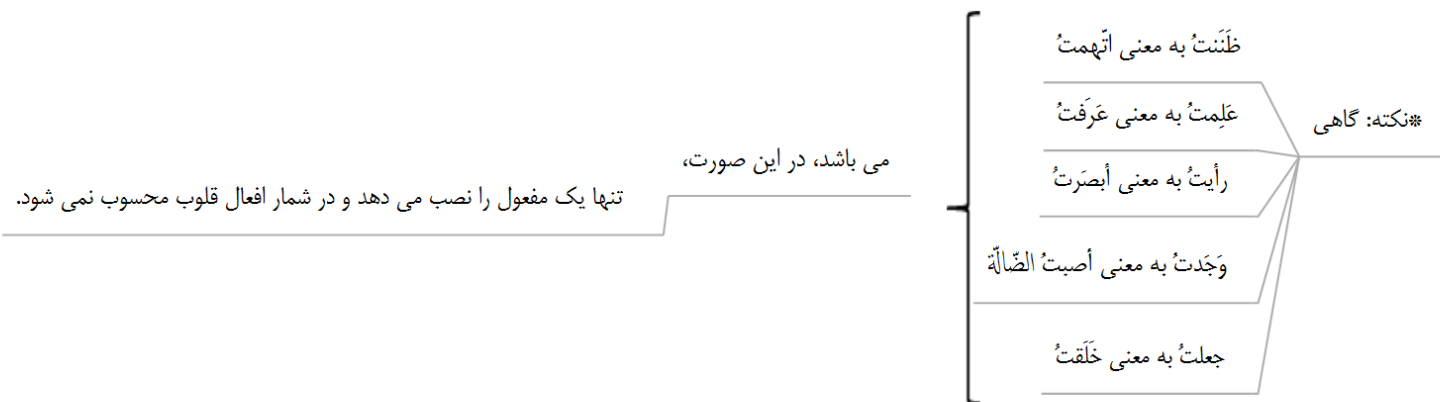 *نکته: گاهی
ظَنَنتُ به معنی اتّهمتُ
عَلِمتُ به معنی عَرَفتُ
رأیتُ به معنی أبصَرتُ
وَجَدتُ به معنی أصبتُ الضّالّة
جعلتُ به معنی خَلَقتُ
می باشد، در این صورت،
تنها یک مفعول را نصب می دهد و در شمار افعال قلوب محسوب نمی شود.